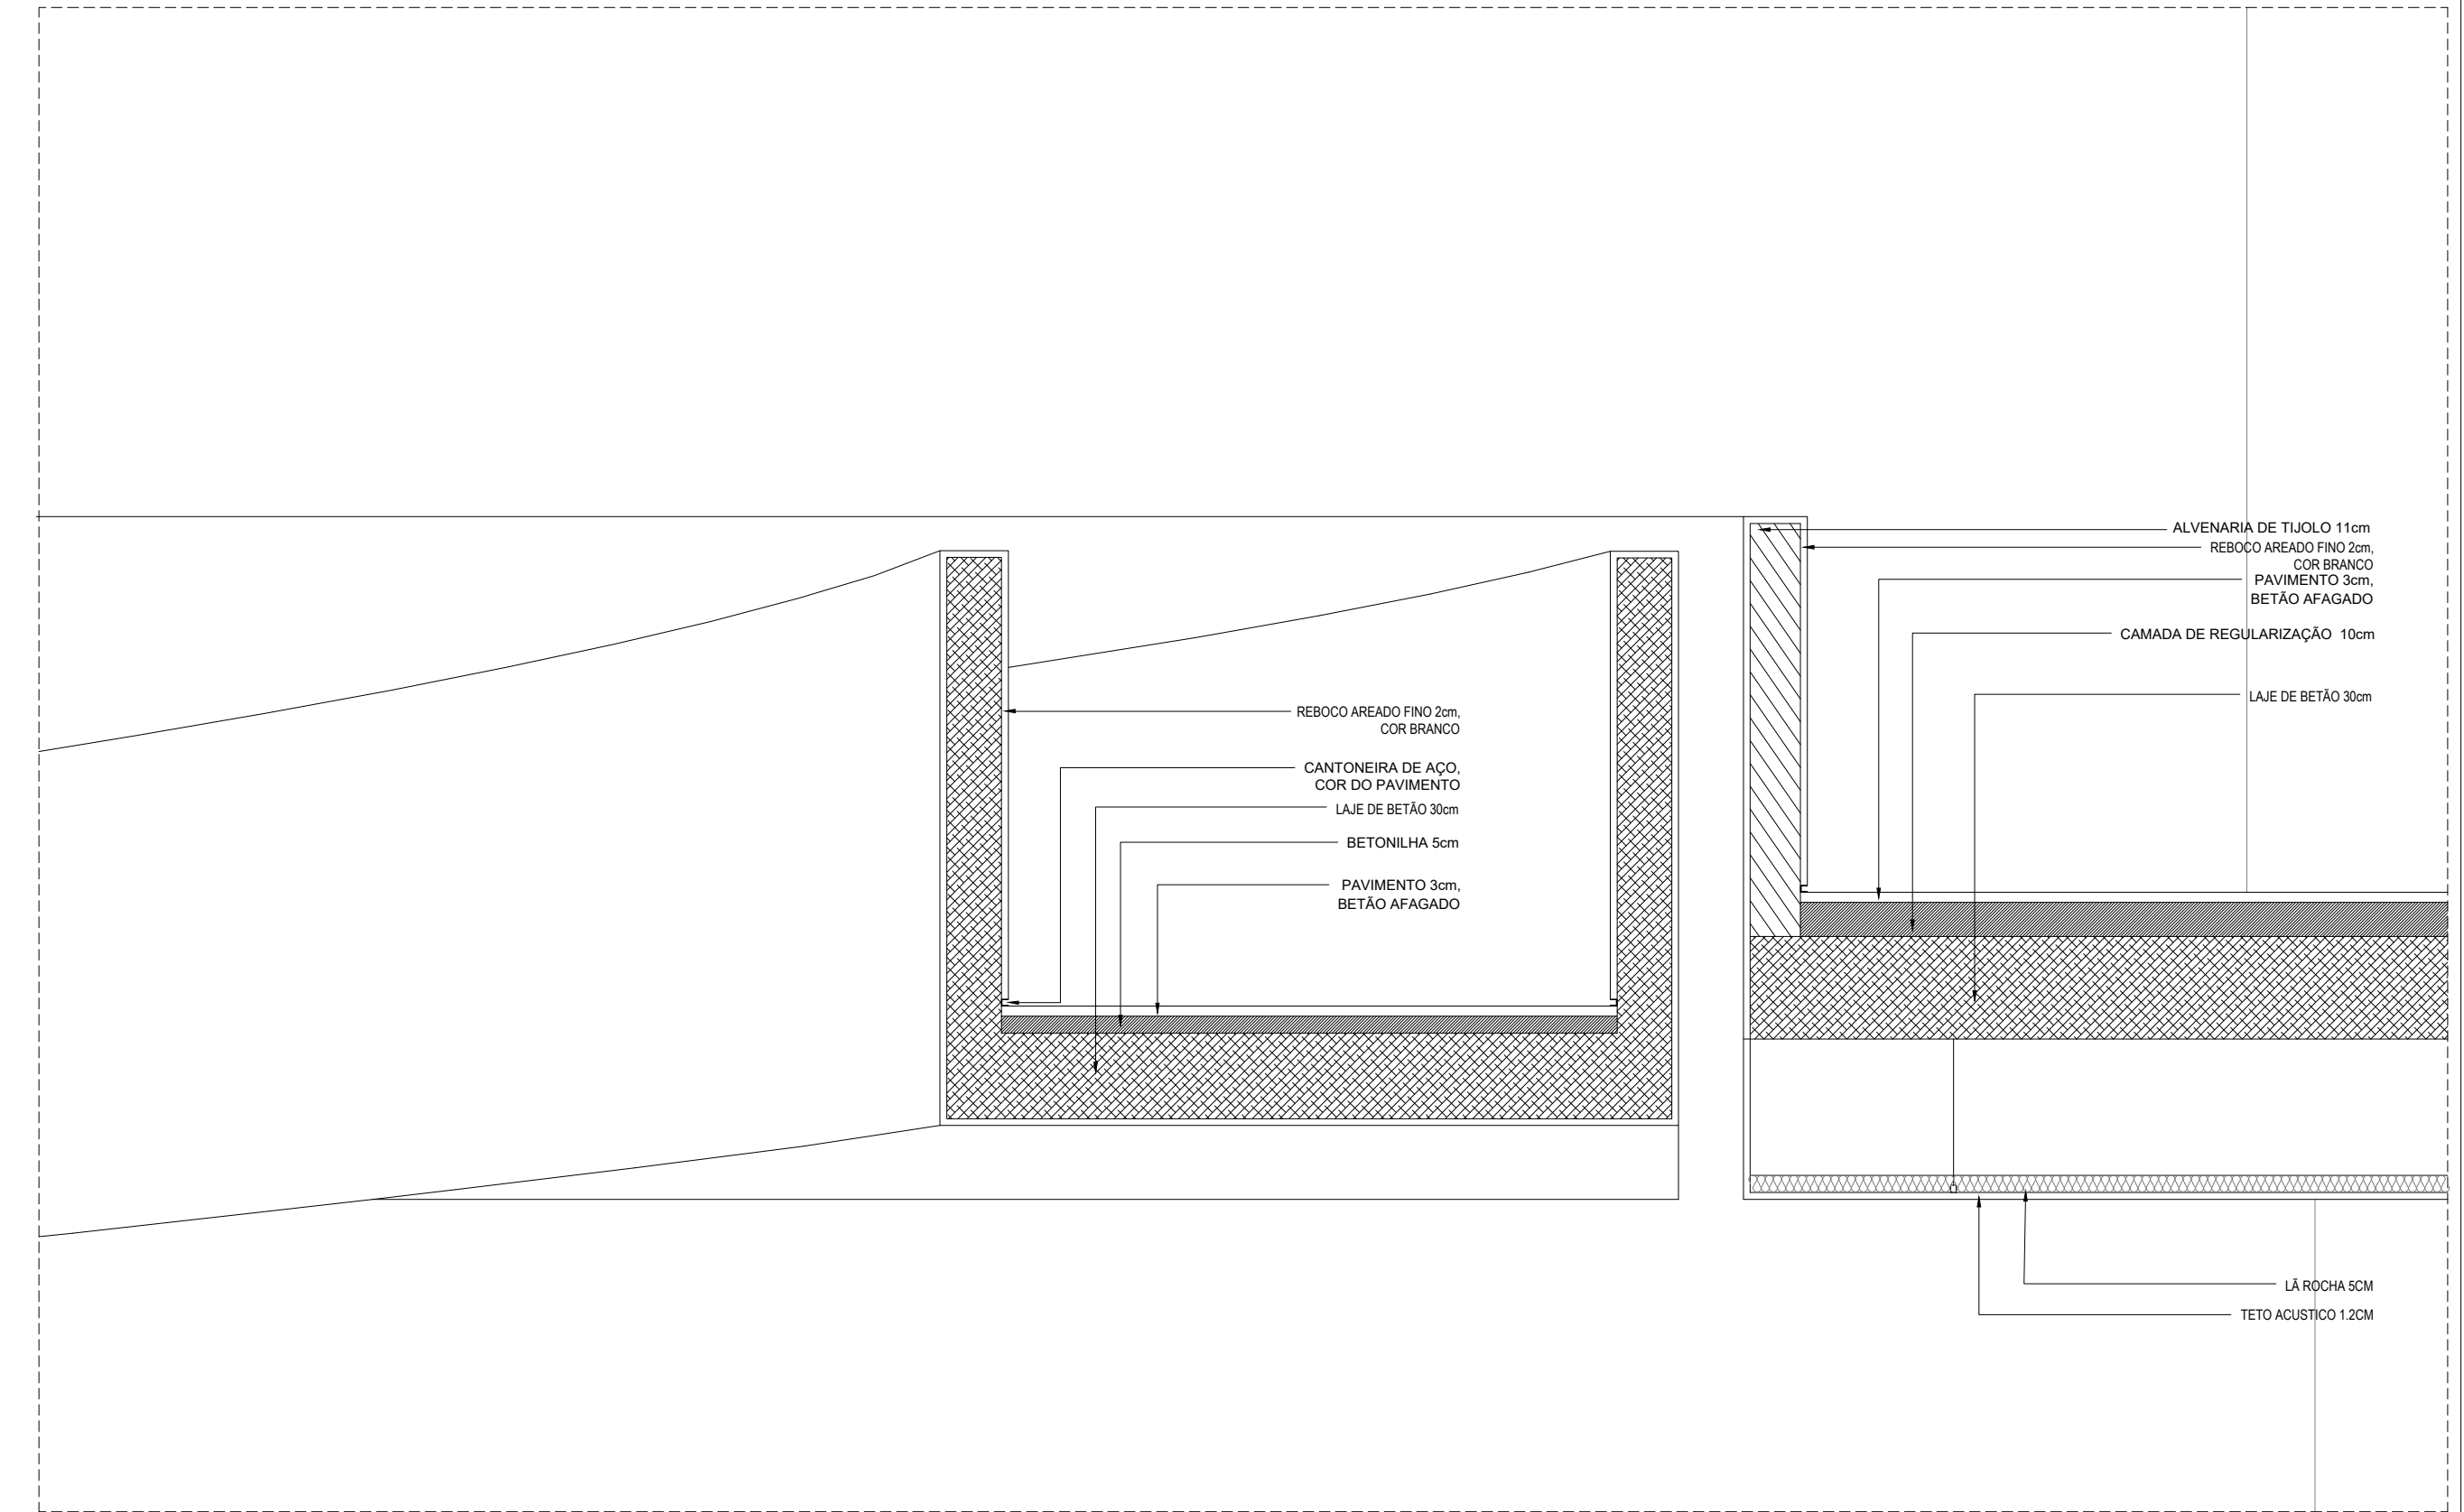 ALVENARIA DE TIJOLO 11cm
REBOCO AREADO FINO 2cm,
COR BRANCO
PAVIMENTO 3cm,
BETÃO AFAGADO
CAMADA DE REGULARIZAÇÃO  10cm
LAJE DE BETÃO 30cm
REBOCO AREADO FINO 2cm,
COR BRANCO
CANTONEIRA DE AÇO,
COR DO PAVIMENTO
LAJE DE BETÃO 30cm
BETONILHA 5cm
PAVIMENTO 3cm,
BETÃO AFAGADO
LÃ ROCHA 5CM
TETO ACUSTICO 1.2CM